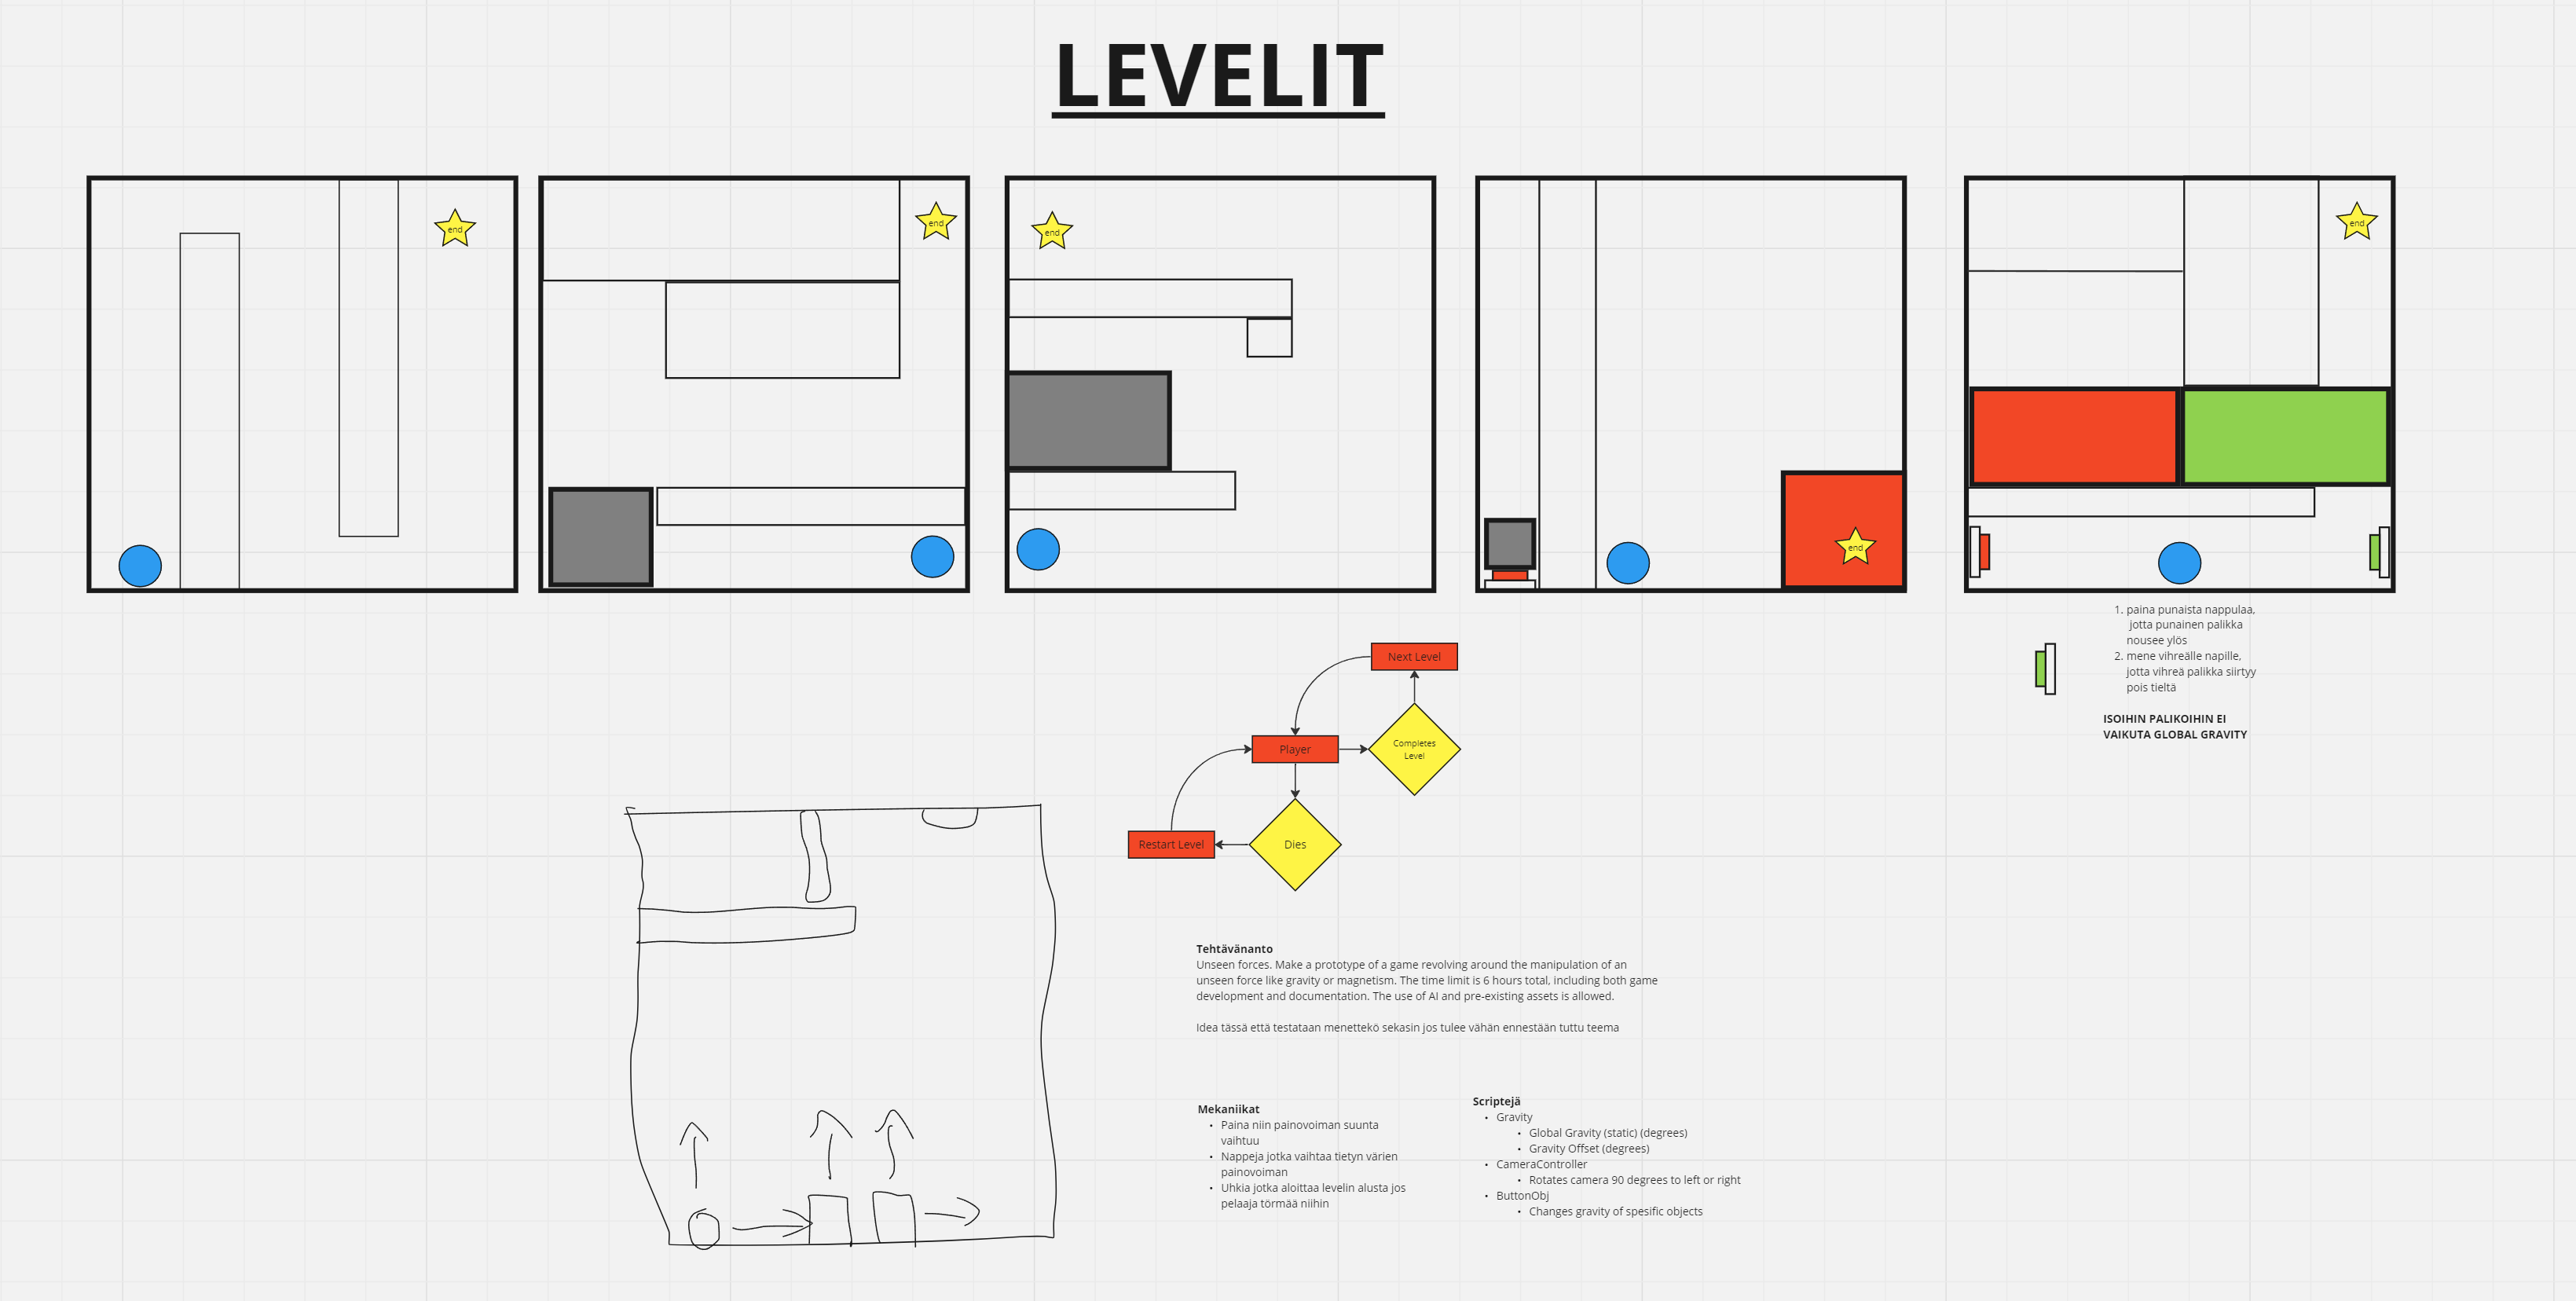 LEVELIT
end
end
end
end
end
1. paina punaista nappulaa,
jotta punainen palikka
nousee ylös
2. mene vihreälle napille,
jotta vihreä palikka siirtyy
pois tieltä
ISOIHIN PALIKOIHIN EI
VAIKUTA GLOBAL GRAVITY
Next Level
Player
Completes
Level
Restart Level
Dies
Tehtävänanto
Unseen forces. Make a prototype of a game revolving around the manipulation of an
unseen force like gravity or magnetism. The time limit is 6 hours total, including both game
development and documentation. The use of AI and pre-existing assets is allowed.
Idea tässä että testataan menettekö sekasin jos tulee vähän ennestään tuttu teema
Mekaniikat
• Paina niin painovoiman suunta
vaihtuu
• Nappeja jotka vaihtaa tietyn värien
painovoiman
• Uhkia jotka aloittaa levelin alusta jos
pelaaja törmää niihin
Scriptejä
• Gravity
• Global Gravity (static) (degrees)
• Gravity Offset (degrees)
• CameraController
• Rotates camera 90 degrees to left or right
• ButtonObj
• Changes gravity of spesific objects